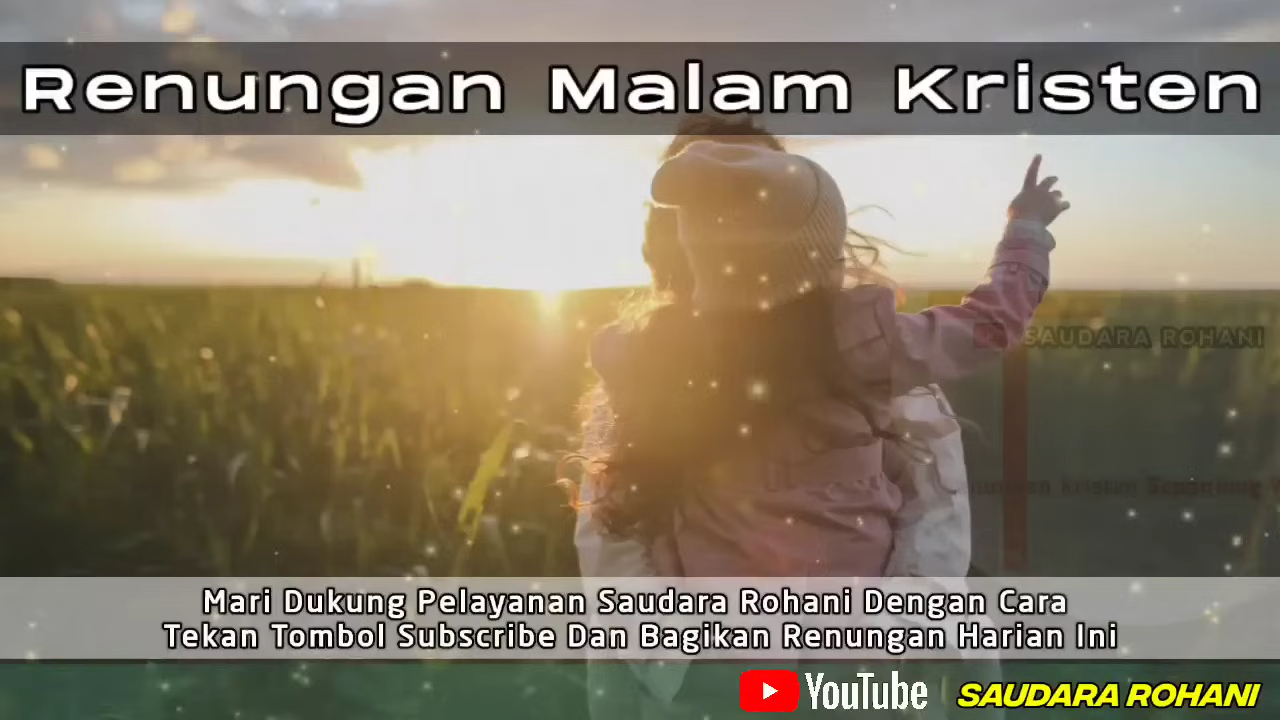 Renungan Malam Kristen
SAUDARA ROHANI
Kristen
Mari Dukung Pelayanan Saudara Rohani Dengan Cara
Tekan Tombol Subscribe Dan Bagikan Renungan Harian Ini
YouTube
SAUDARA ROHANI